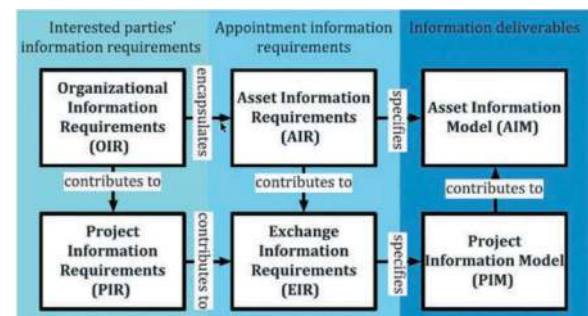 Interested parties'
information requirements
Appointment information
requirements
Information deliverables
Organizational
Information
Requirements
(OIR)
encapsulates
Asset Information
Requirements
(AIR)
specifies
Asset Information
Model (AIM)
contributes to
contributes to
contributes to
Project
Information
Requirements
(PIR)
contributes
to
Exchange
Information
Requirements
(EIR)
specifies
Project
Information Model
(PIM)